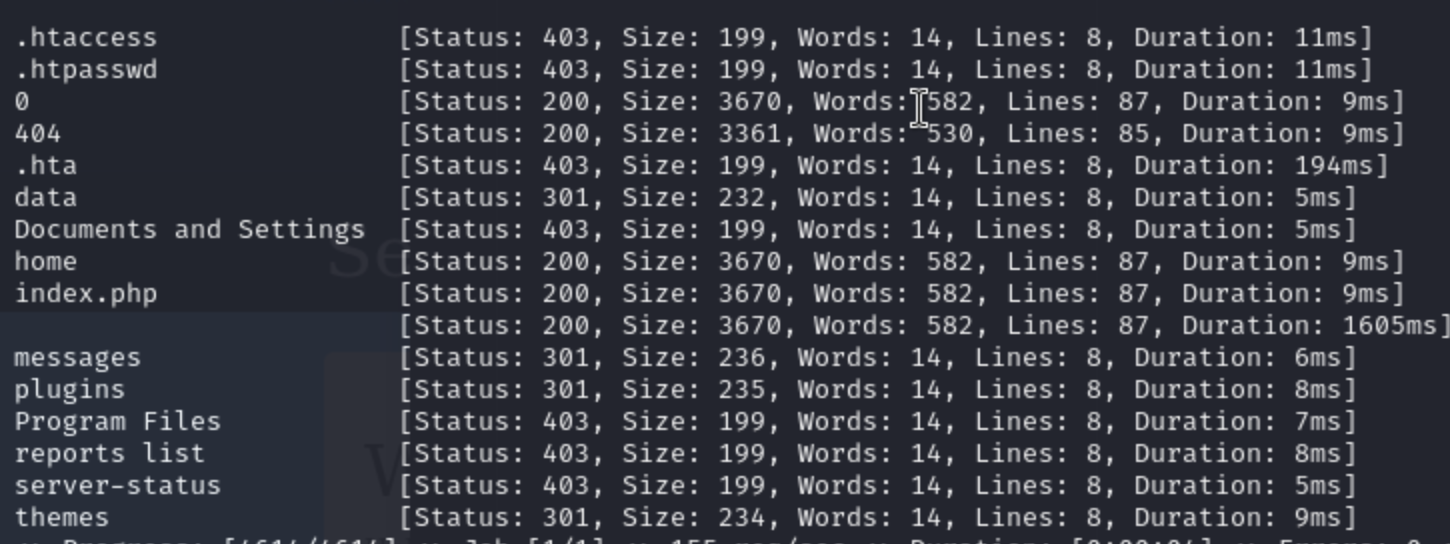 .htaccess [Status: 403, Size: 199, Words: 14, Lines: 8, Duration: 11ms]
.htpasswd [Status: 403, Size: 199, Words: 14, Lines: 8, Duration: 11ms]
0 [Status: 200, Size: 3670, Words: 582, Lines: 87, Duration: 9ms]
404 [Status: 200, Size: 3361, Words: 530, Lines: 85, Duration: 9ms]
.hta [Status: 403, Size: 199, Words: 14, Lines: 8, Duration: 194ms]
data [Status: 301, Size: 232, Words: 14, Lines: 8, Duration: 5ms]
Documents and Settings [Status: 403, Size: 199, Words: 14, Lines: 8, Duration: 5ms]
home [Status: 200, Size: 3670, Words: 582, Lines: 87, Duration: 9ms]
index.php [Status: 200, Size: 3670, Words: 582, Lines: 87, Duration: 9ms]
[Status: 200, Size: 3670, Words: 582, Lines: 87, Duration: 1605ms]
messages [Status: 301, Size: 236, Words: 14, Lines: 8, Duration: 6ms]
plugins [Status: 301, Size: 235, Words: 14, Lines: 8, Duration: 8ms]
Program Files [Status: 403, Size: 199, Words: 14, Lines: 8, Duration: 7ms]
reports list [Status: 403, Size: 199, Words: 14, Lines: 8, Duration: 8ms]
server-status [Status: 403, Size: 199, Words: 14, Lines: 8, Duration: 5ms]
themes [Status: 301, Size: 234, Words: 14, Lines: 8, Duration: 9ms]